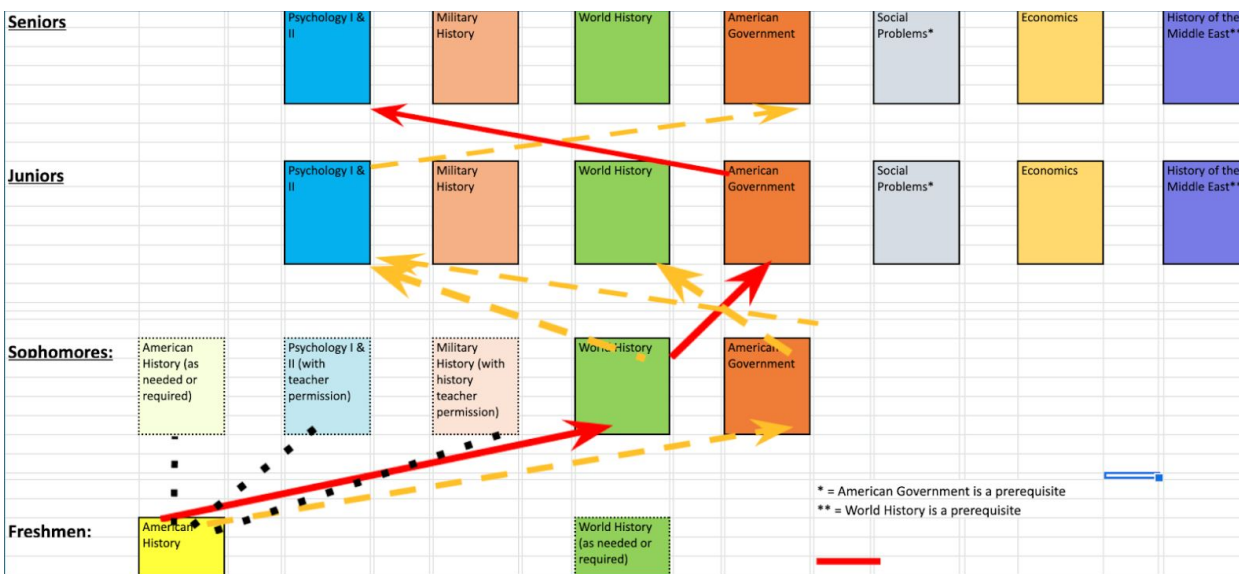 Seniors
Psychology I &
II
Military
History
World History
American
Government
Social
Problems*
Economics
History of the
Middle East**
Juniors
Psychology I &
II
Military
History
World History
American
Government
Social
Problems*
Economics
History of the
Middle East**
Sophomores:
American
History (as
needed or
required)
Psychology I &
II (with
teacher
permission)
Military
History (with
history
teacher
permission)
World History
American
Government
* = American Government is a prerequisite
** = World History is a prerequisite
Freshmen:
American
History
World History
(as needed or
required)